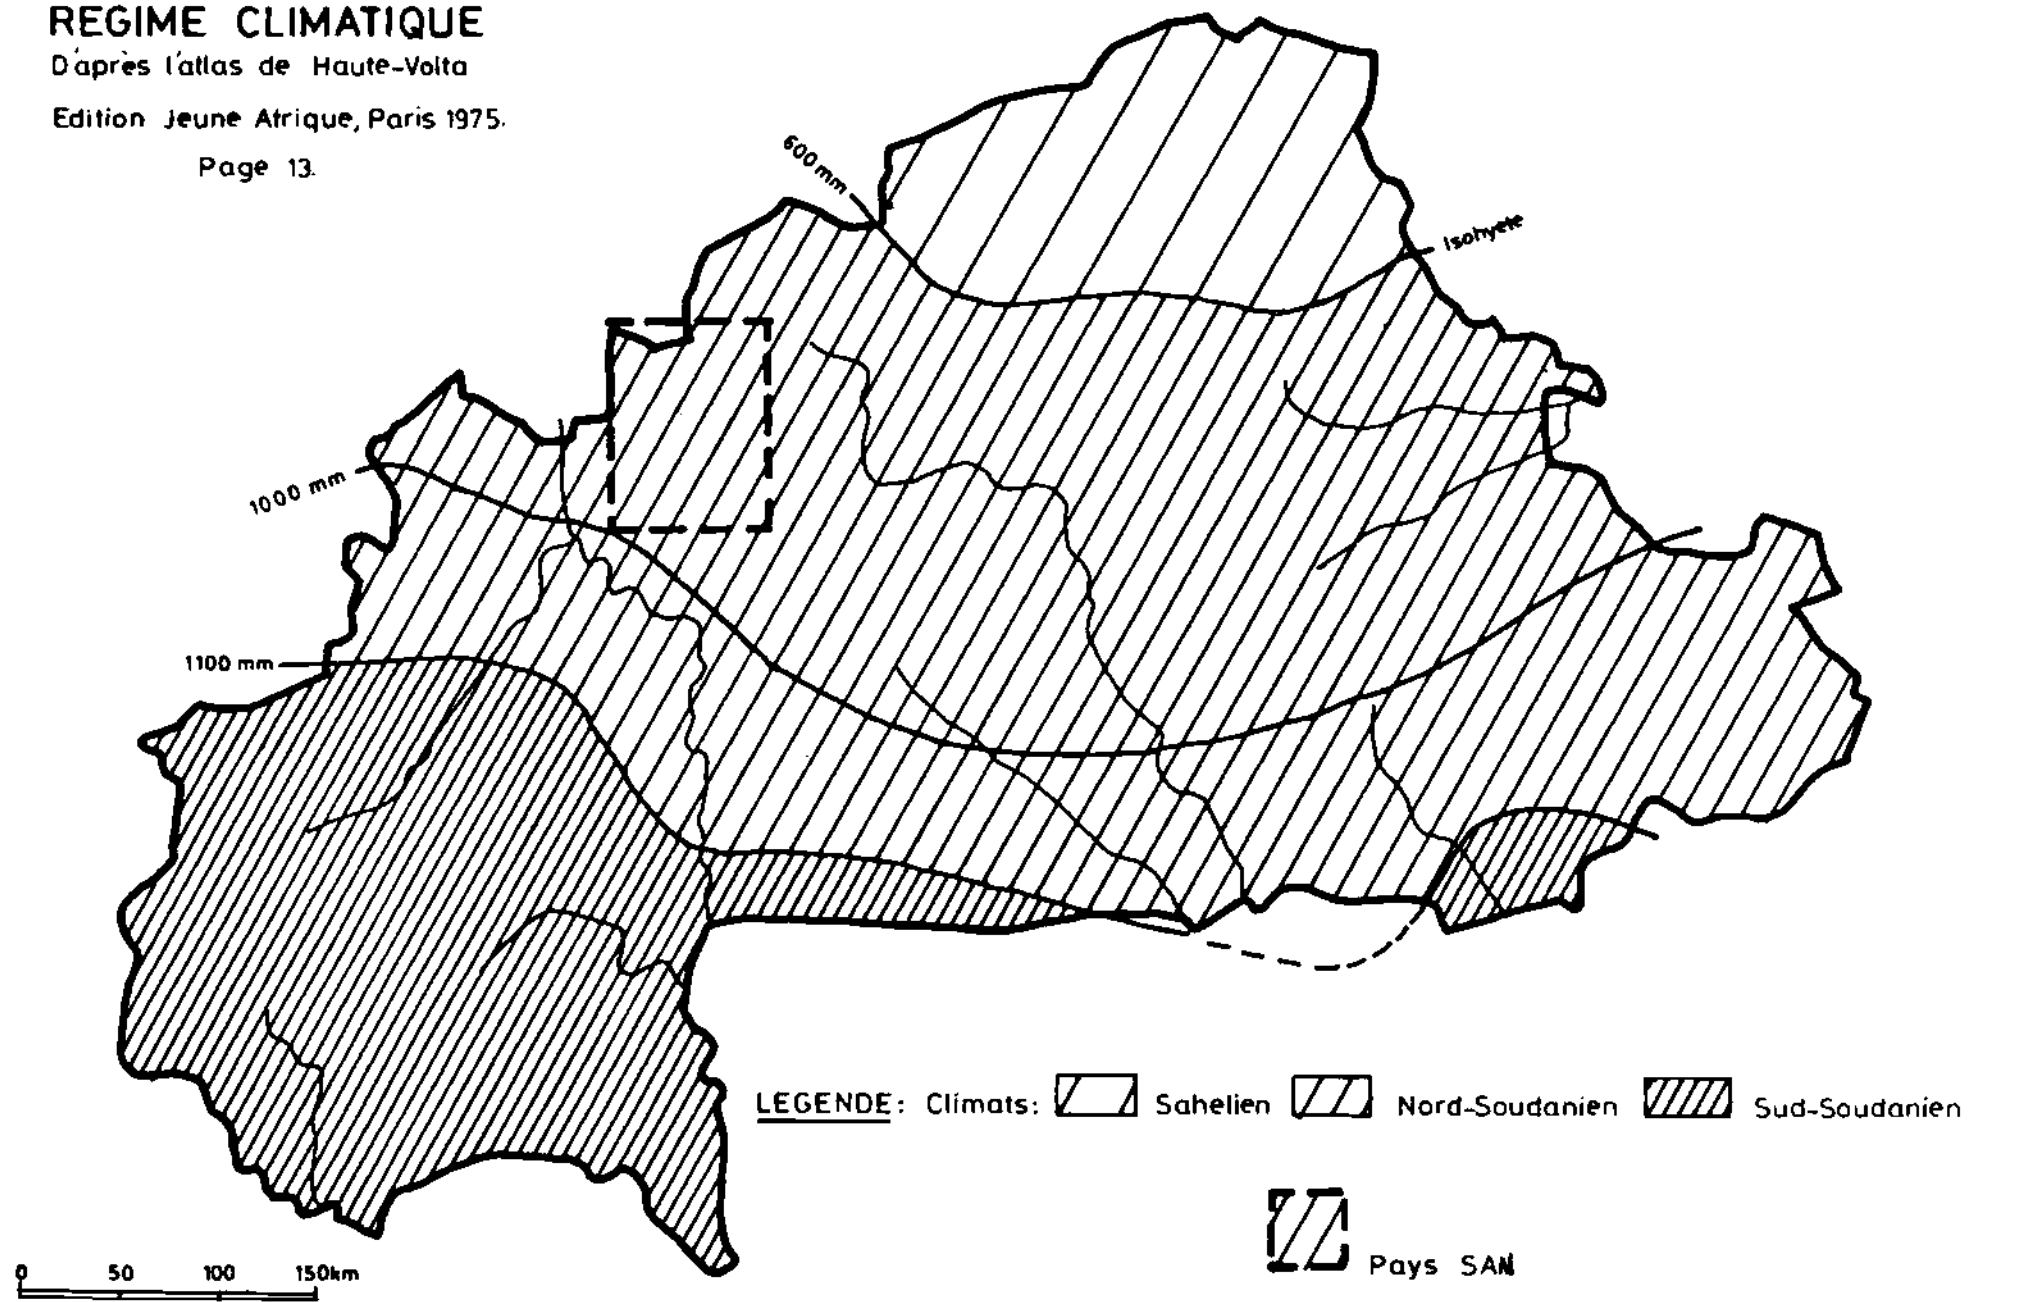 REGIME CLIMATIQUE
D'après l'atlas de Haute-Volta
Edition Jeune Afrique, Paris 1975.
Page 13.
600 mm
Isohyete
1000 mm
1100 mm
LEGENDE: Climats: Sahelien Nord-Soudanien Sud-Soudanien
Pays SAN
0 50 100 150km